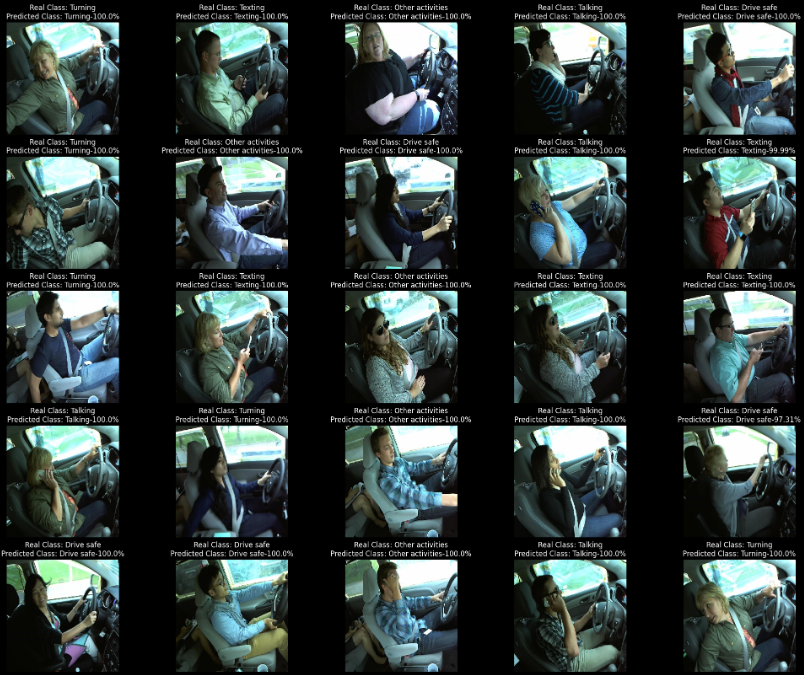 Real Class: Turning
Predicted Class: Turning-100.0%
Real Class: Texting
Predicted Class: Texting-100.0%
Real Class: Other activities
Predicted Class: Other activities-100.0%
Real Class: Talking
Predicted Class: Talking-100.0%
Real Class: Drive safe
Predicted Class: Drive safe-100.0%
Real Class: Turning
Predicted Class: Turning-100.0%
Real Class: Other activities
Predicted Class: Other activities-100.0%
Real Class: Drive safe
Predicted Class: Drive safe-100.0%
Real Class: Talking
Predicted Class: Talking-100.0%
Real Class: Texting
Predicted Class: Texting-99.99%
Real Class: Turning
Predicted Class: Turning-100.0%
Real Class: Texting
Predicted Class: Texting-100.0%
Real Class: Other activities
Predicted Class: Other activities-100.0%
Real Class: Texting
Predicted Class: Texting-100.0%
Real Class: Texting
Predicted Class: Texting-100.0%
Real Class: Talking
Predicted Class: Talking-100.0%
Real Class: Turning
Predicted Class: Turning-100.0%
Real Class: Other activities
Predicted Class: Other activities-100.0%
Real Class: Talking
Predicted Class: Talking-100.0%
Real Class: Drive safe
Predicted Class: Drive safe-97.31%
Real Class: Drive safe
Predicted Class: Drive safe-100.0%
Real Class: Drive safe
Predicted Class: Drive safe-100.0%
Real Class: Other activities
Predicted Class: Other activities-100.0%
Real Class: Talking
Predicted Class: Talking-100.0%
Real Class: Turning
Predicted Class: Turning-100.0%